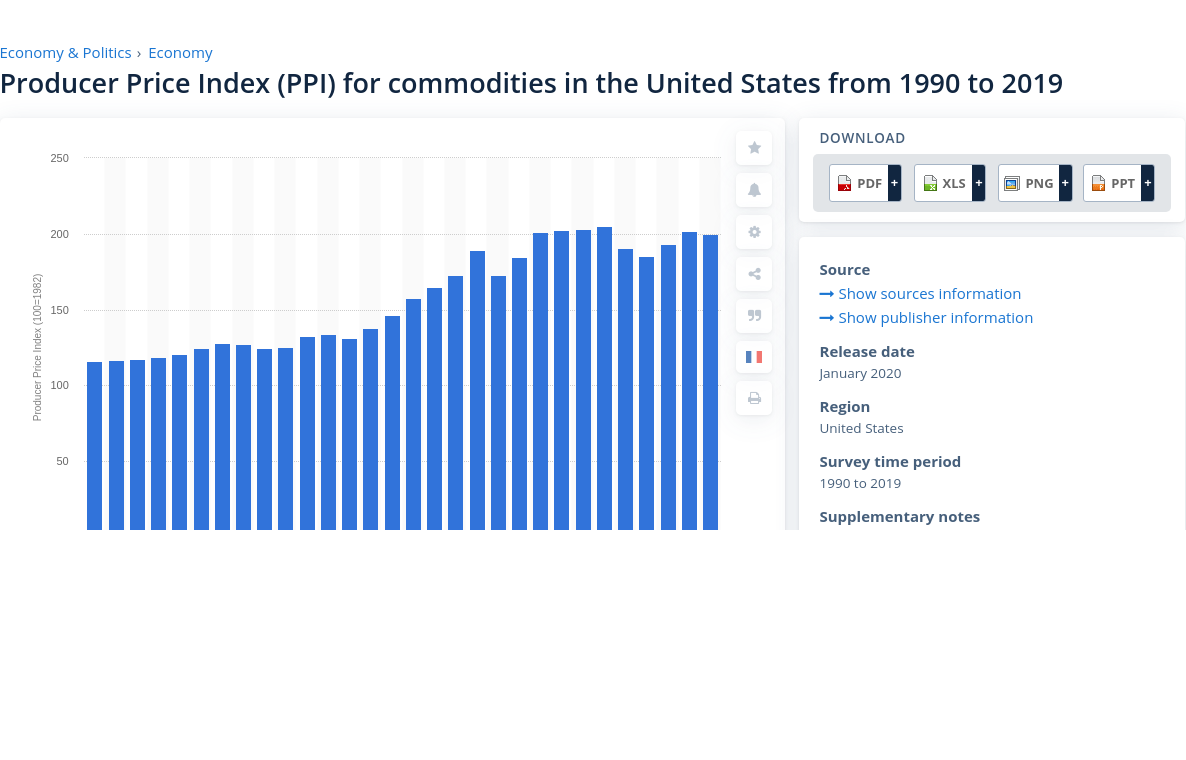 Economy & Politics › Economy
Producer Price Index (PPI) for commodities in the United States from 1990 to 2019
250
200
150
100
50
Producer Price Index (100=1982)
DOWNLOAD
PDF + XLS + PNG + PPT +
Source
Show sources information
Show publisher information
Release date
January 2020
Region
United States
Survey time period
1990 to 2019
Supplementary notes